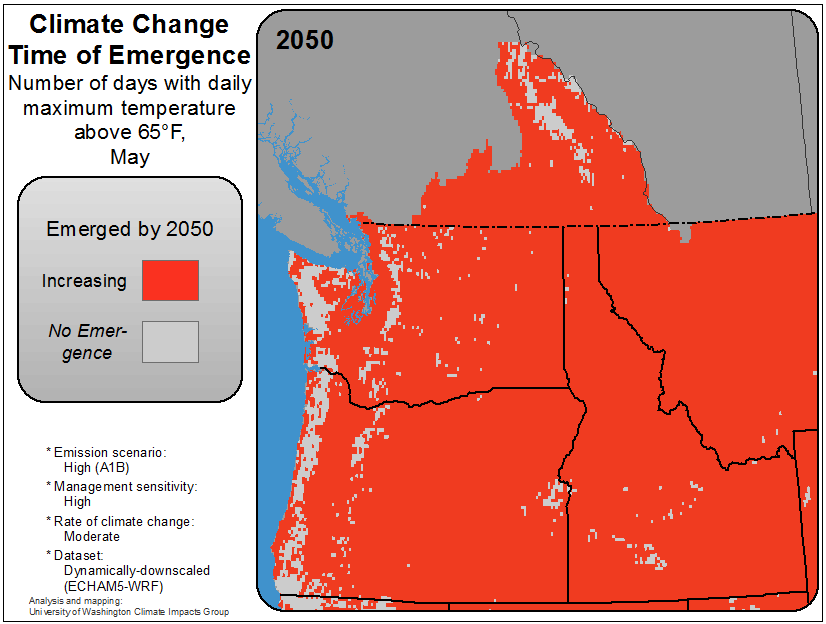 Climate Change
Time of Emergence
Number of days with daily
maximum temperature
above 65°F,
May
2050
Emerged by 2050
Increasing
No Emer-
gence
* Emission scenario:
High (A1B)
* Management sensitivity:
High
* Rate of climate change:
Moderate
* Dataset:
Dynamically-downscaled
(ECHAM5-WRF)
Analysis and mapping:
University of Washington Climate Impacts Group